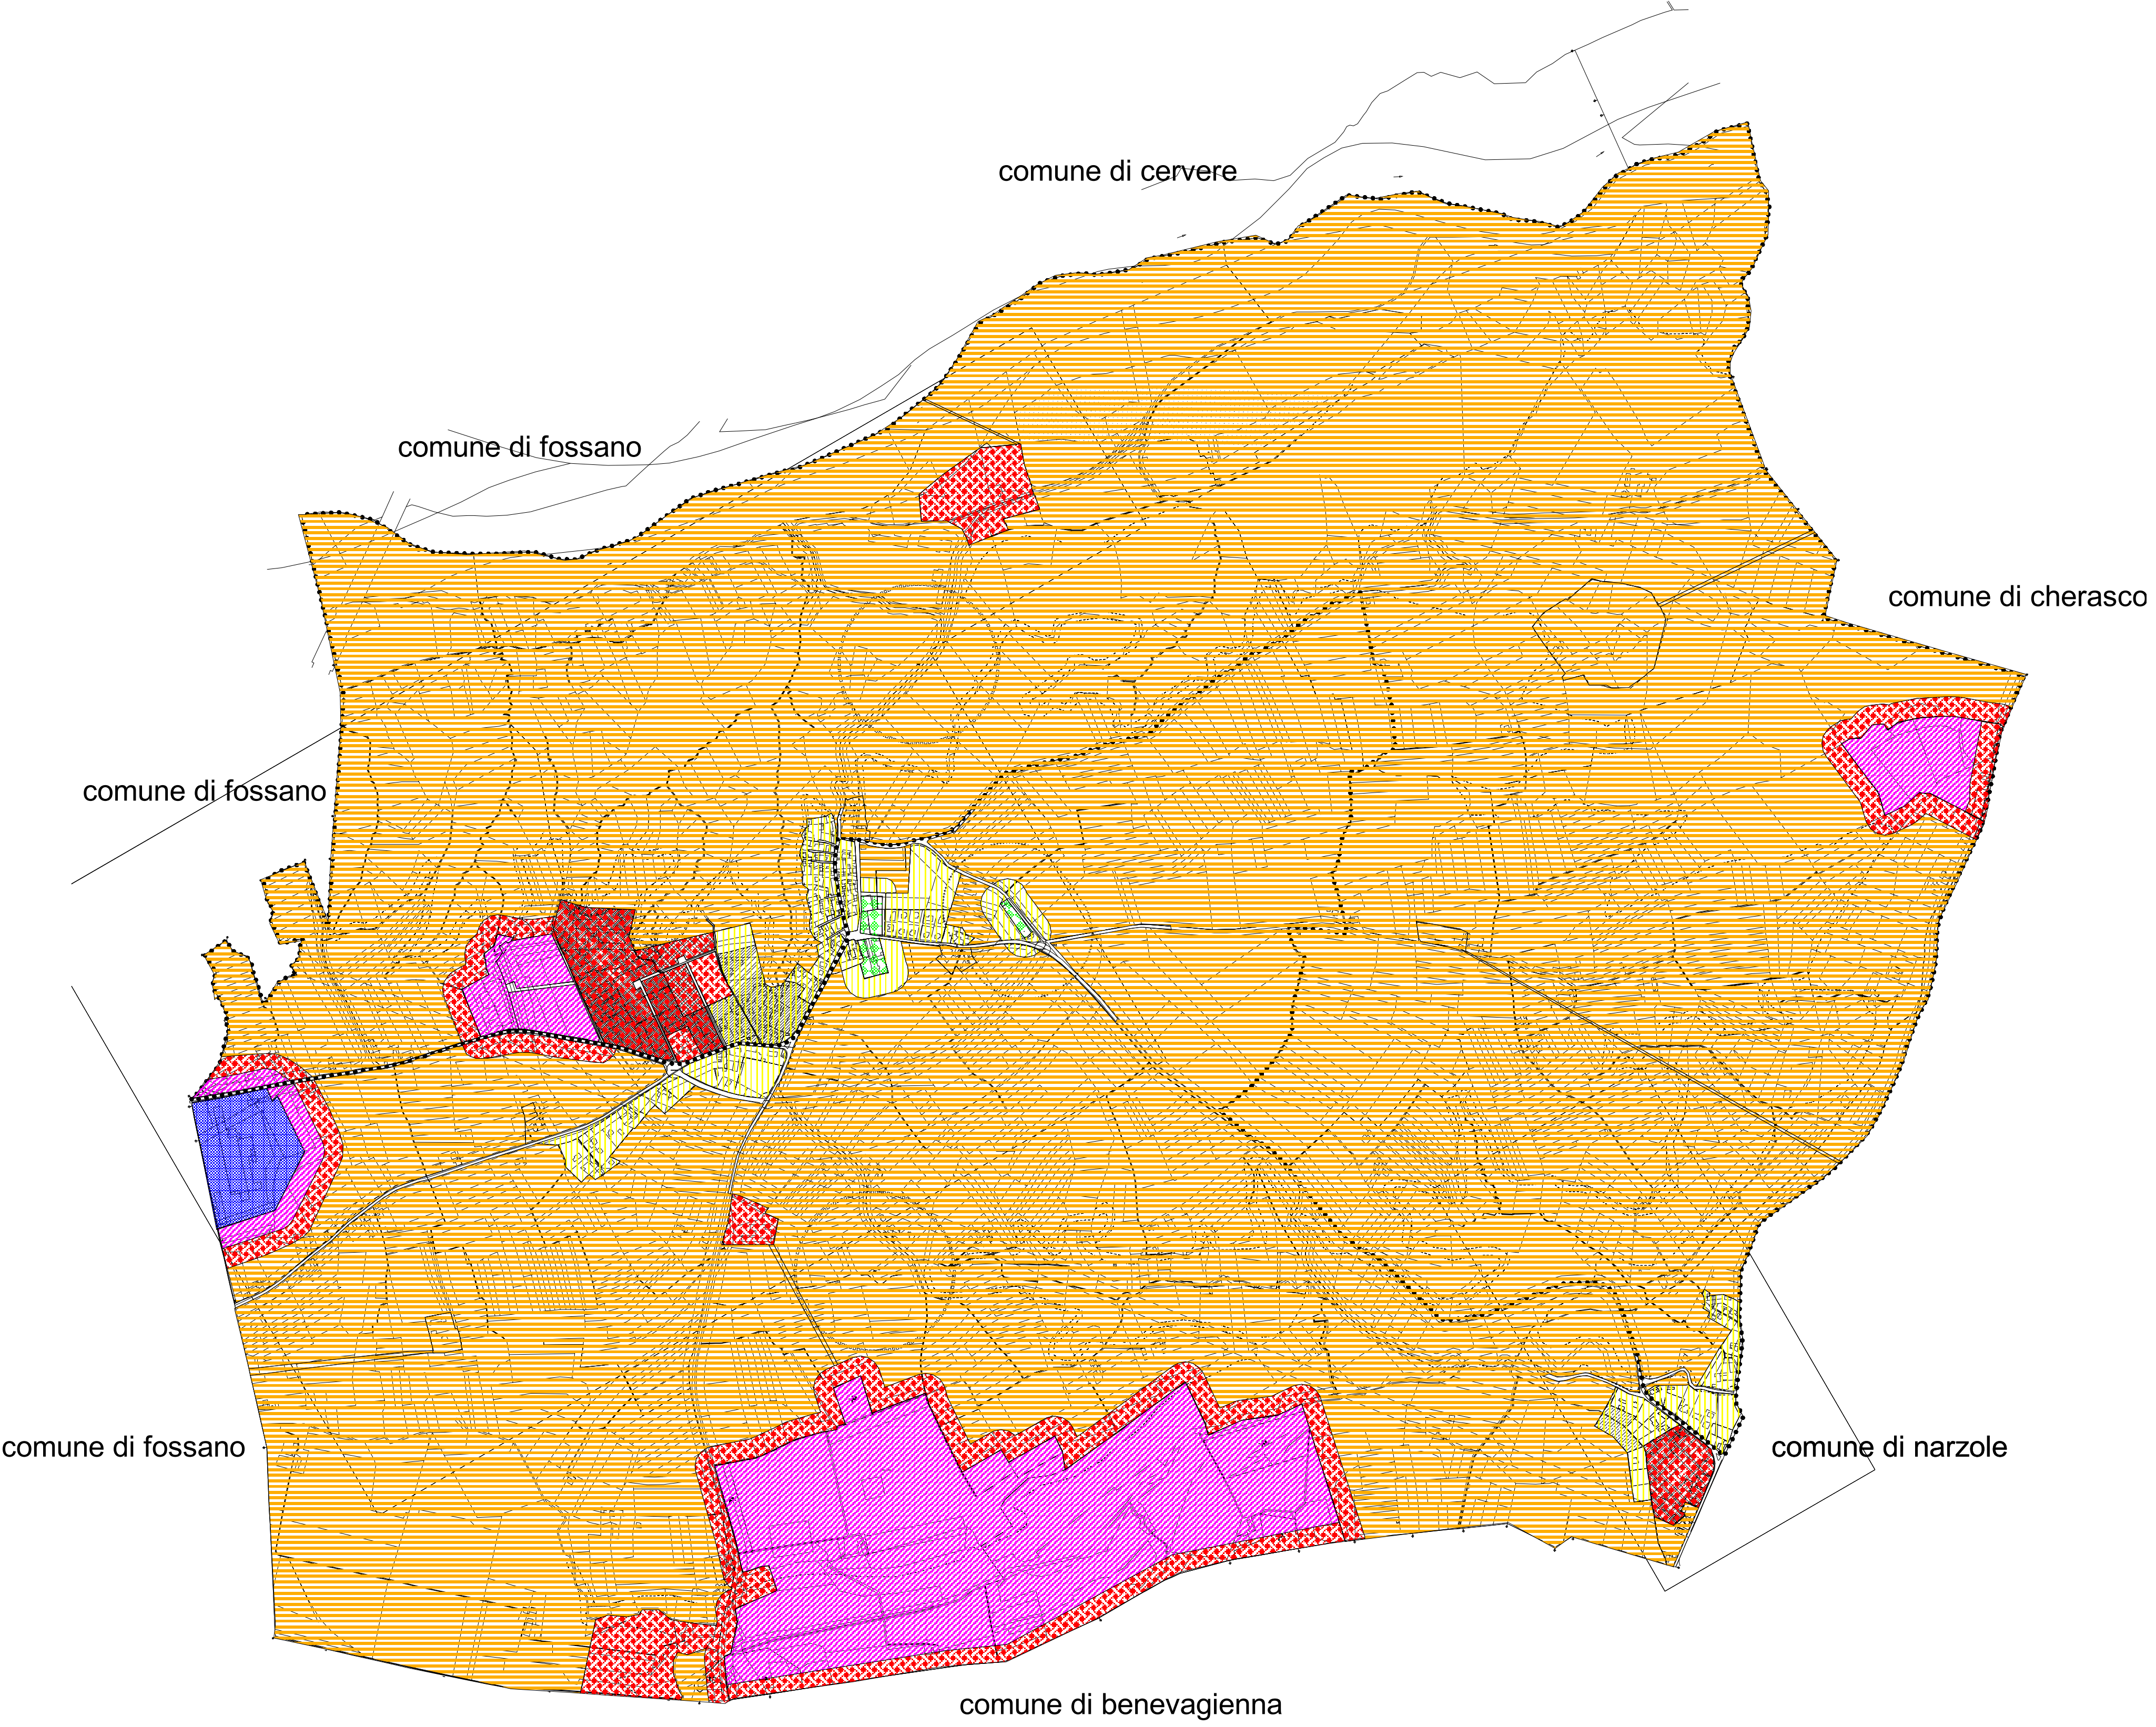 comune di cervere
comune di fossano
comune di cherasco
comune di fossano
comune di fossano
comune di narzole
comune di benevagienna